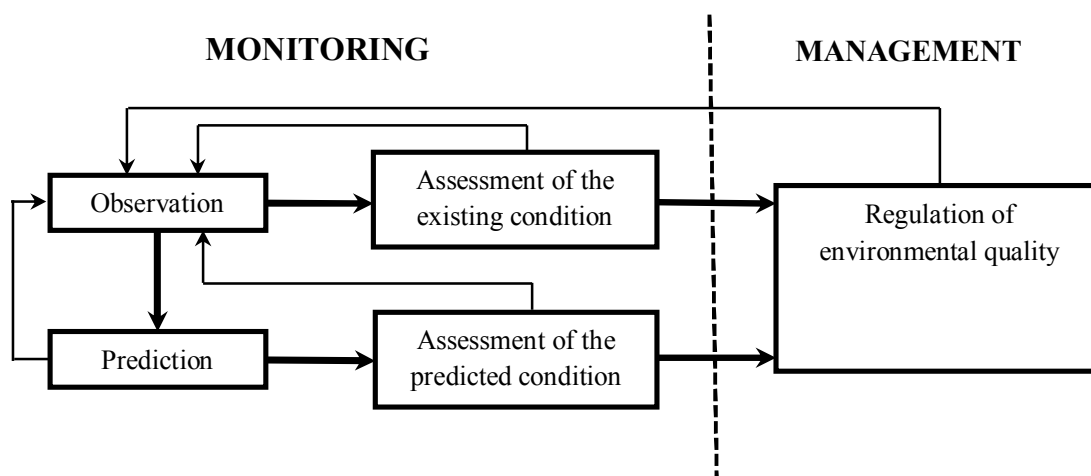 MONITORING
MANAGEMENT
Observation
Assessment of the
existing condition
Regulation of
environmental quality
Prediction
Assessment of the
predicted condition